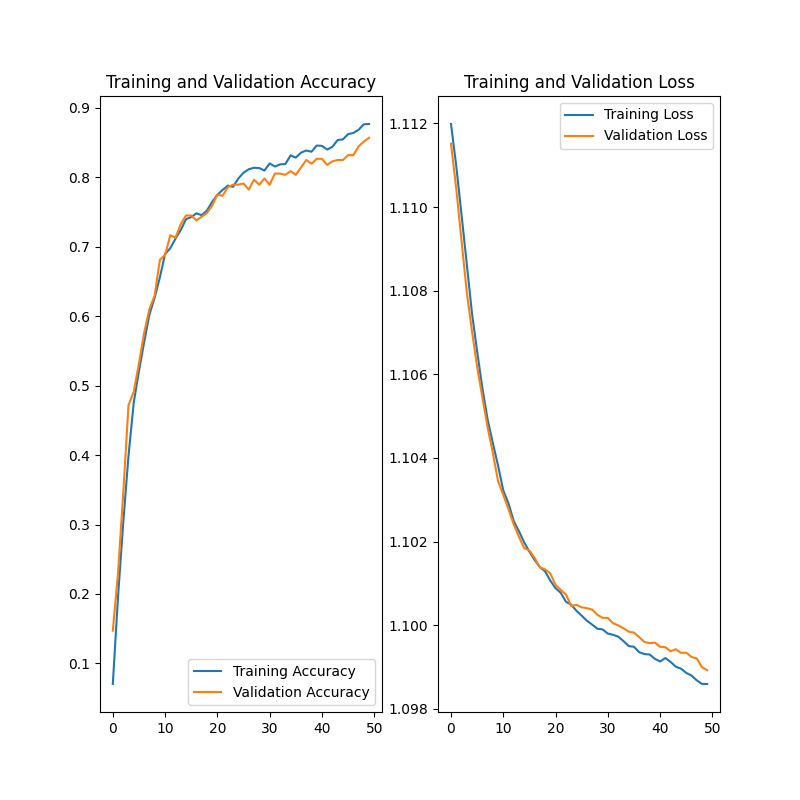 Training and Validation Accuracy
0.9
0.8
0.7
0.6
0.5
0.4
0.3
0.2
0.1
Training Accuracy
Validation Accuracy
0 10 20 30 40 50
Training and Validation Loss
Training Loss
Validation Loss
1.112
1.110
1.108
1.106
1.104
1.102
1.100
1.098
0 10 20 30 40 50